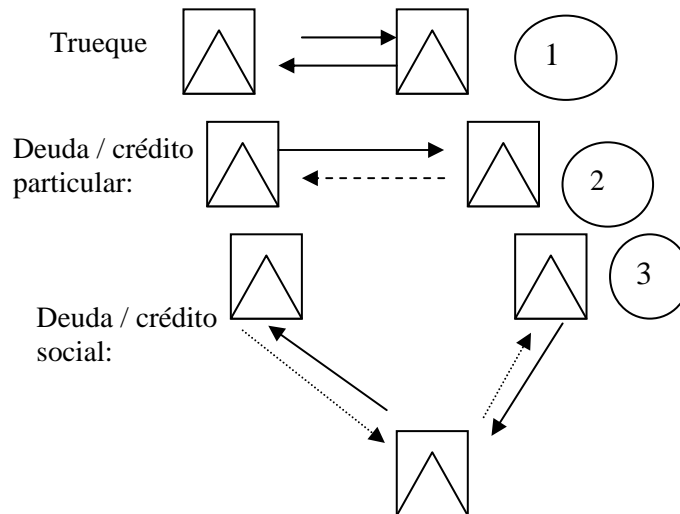 Trueque
1
Deuda / crédito
particular:
2
3
Deuda / crédito
social: